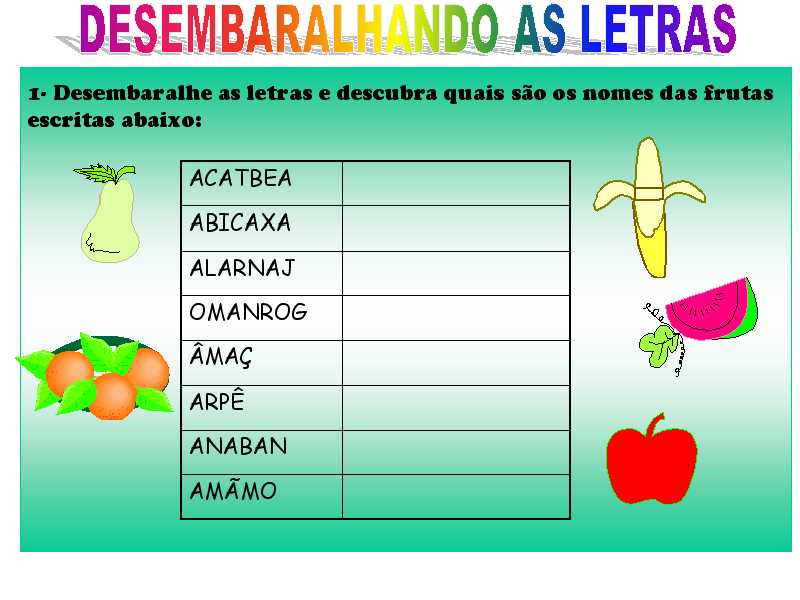 DESEMBARALHANDO AS LETRAS
1- Desembaralhe as letras e descubra quais são os nomes das frutas
escritas abaixo:
ACATBEA
ABICAXA
ALARNAJ
OMANROG
ÂMAÇ
ARPÊ
ANABAN
AMÃMO